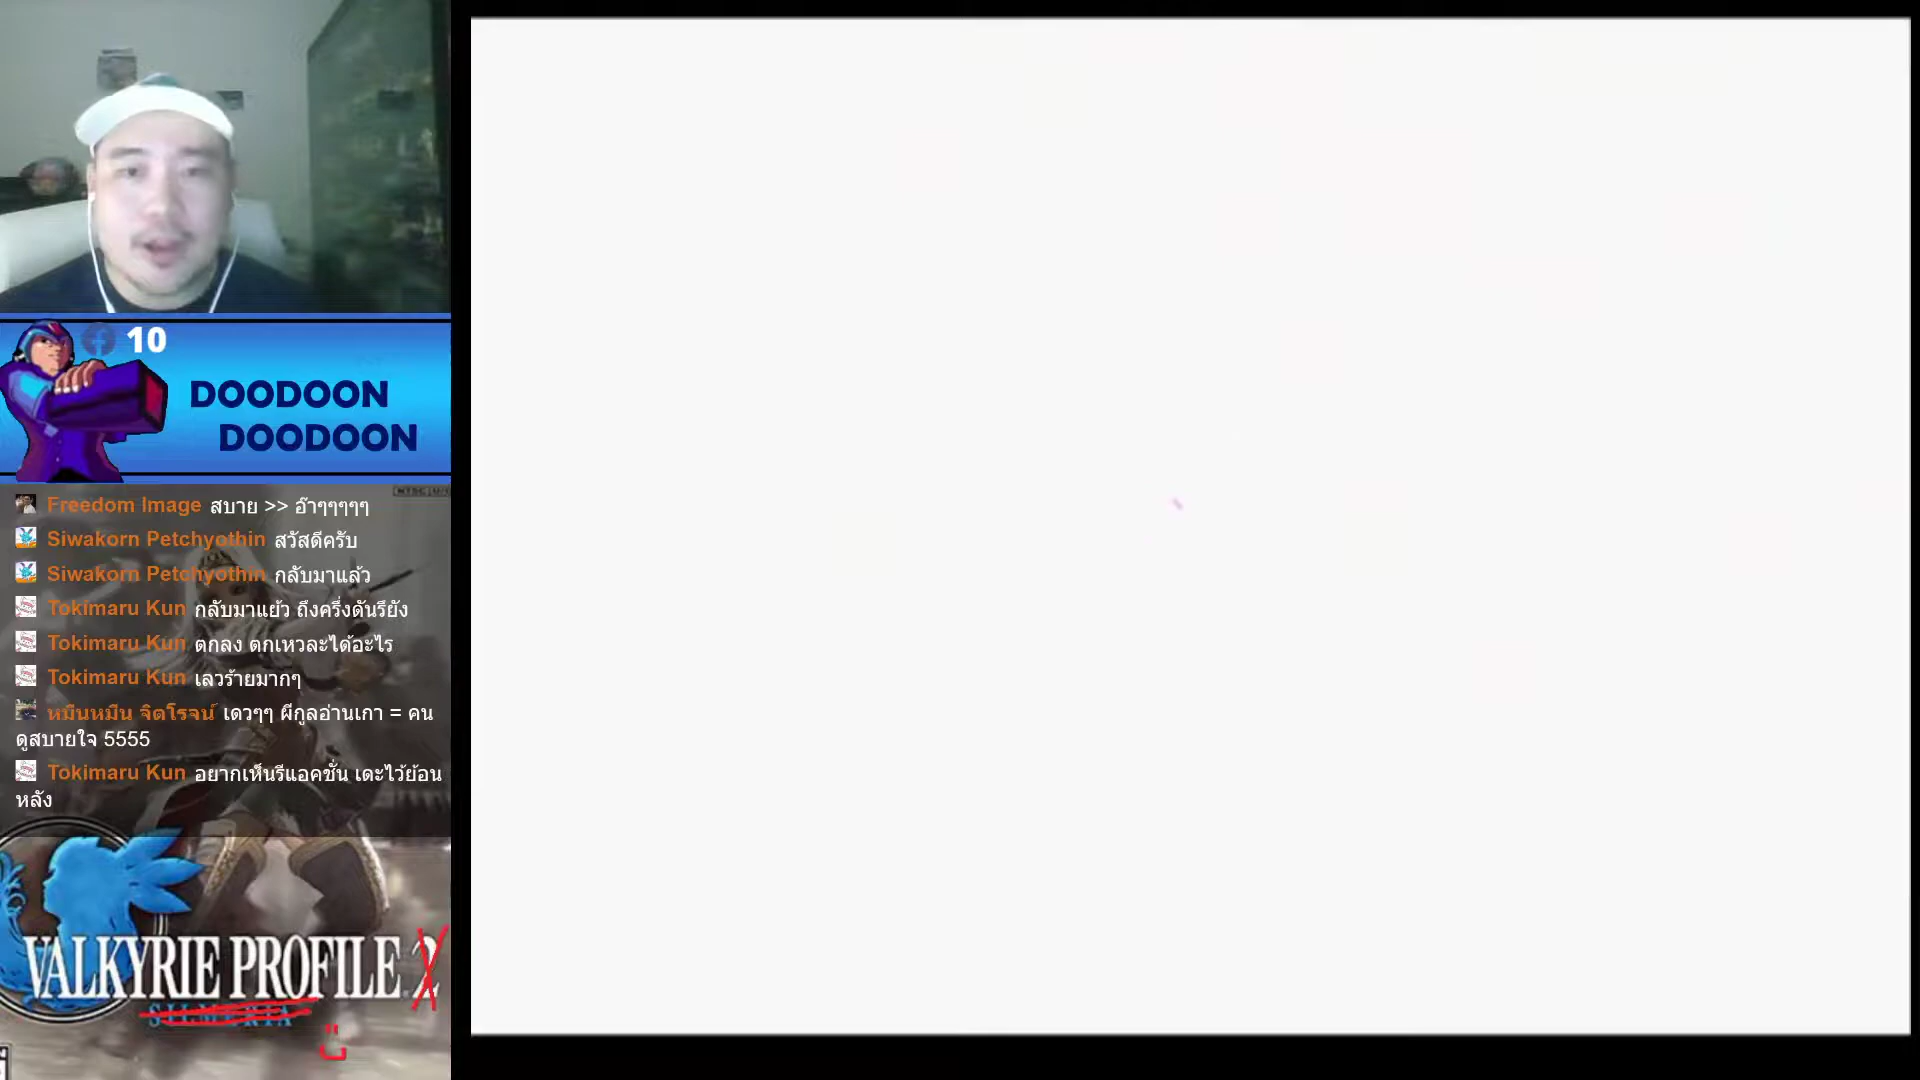 10
DOODOON
DOODOON
Freedom Image สบาย >> อ๊าๆๆๆๆๆ
Siwakorn Petchyothin สวัสดีครับ
Siwakorn Petchyothin กลับมาแล้ว
Tokimaru Kun กลับมาแย้ว ถึงครึ่งดันรึยัง
Tokimaru Kun ตกลง ตกเหวละได้อะไร
Tokimaru Kun เลวร้ายมากๆ
หมีนหมีน จิตโรจน์ เดวๆๆ ผีกูลอ่านเกา = คน
ดูสบายใจ 5555
Tokimaru Kun อยากเห็นรีแอคชั่น เดะไว้ย้อน
หลัง
VALKYRIE PROFILE 2
SILMERIA